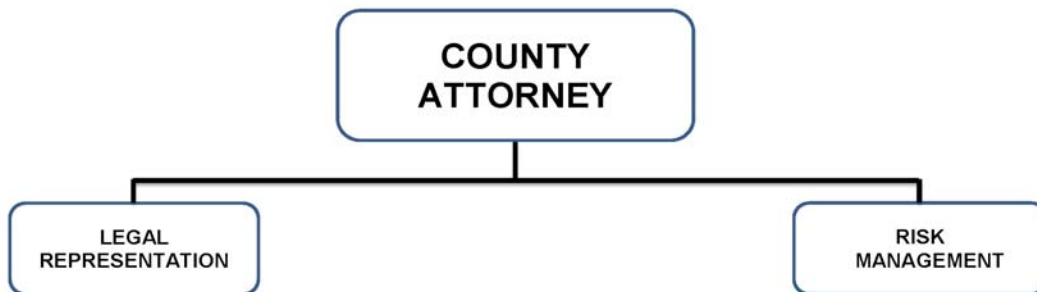 COUNTY
ATTORNEY
LEGAL
REPRESENTATION
RISK
MANAGEMENT